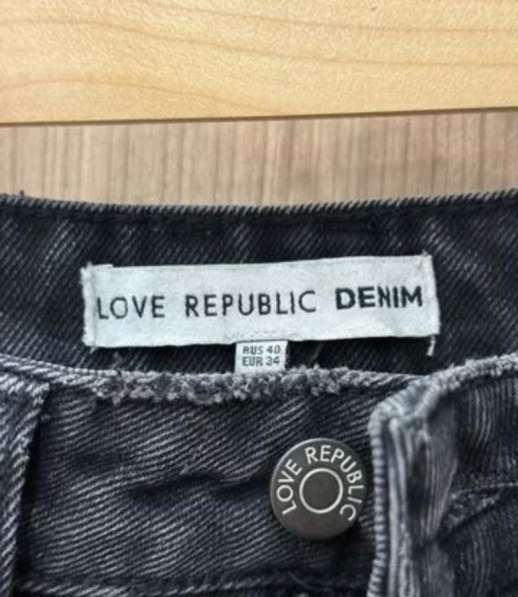 LOVE REPUBLIC DENIM
RUS 40
EUR 34
LOVE REPUBLIC